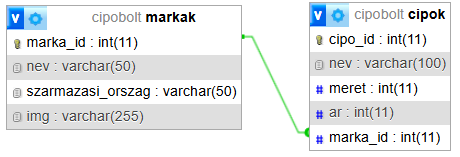 cipobolt markak
marka_id : int(11)
nev : varchar(50)
szarmazasi_orszag : varchar(50)
img : varchar(255)
cipobolt cipok
cipo_id : int(11)
nev : varchar(100)
meret : int(11)
ar : int(11)
marka_id : int(11)